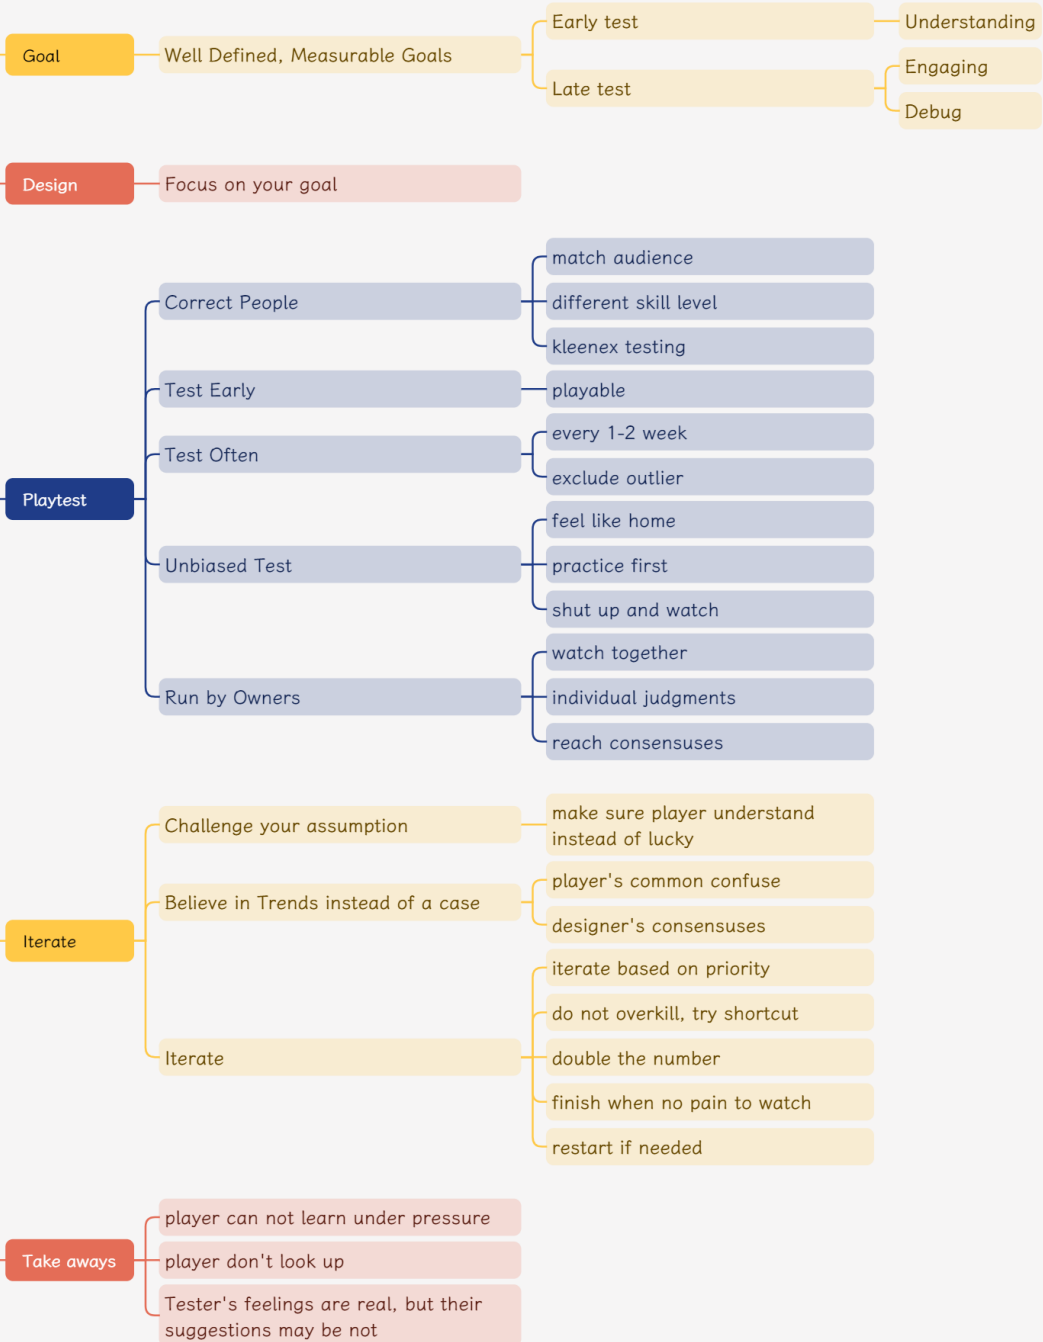 Goal
Well Defined, Measurable Goals
Early test
Understanding
Late test
Engaging
Debug
Design
Focus on your goal
Playtest
Correct People
match audience
different skill level
kleenex testing
Test Early
playable
Test Often
every 1-2 week
exclude outlier
Unbiased Test
feel like home
practice first
shut up and watch
Run by Owners
watch together
individual judgments
reach consensuses
Iterate
Challenge your assumption
make sure player understand
instead of lucky
Believe in Trends instead of a case
player's common confuse
designer's consensuses
Iterate
iterate based on priority
do not overkill, try shortcut
double the number
finish when no pain to watch
restart if needed
Take aways
player can not learn under pressure
player don't look up
Tester's feelings are real, but their
suggestions may be not